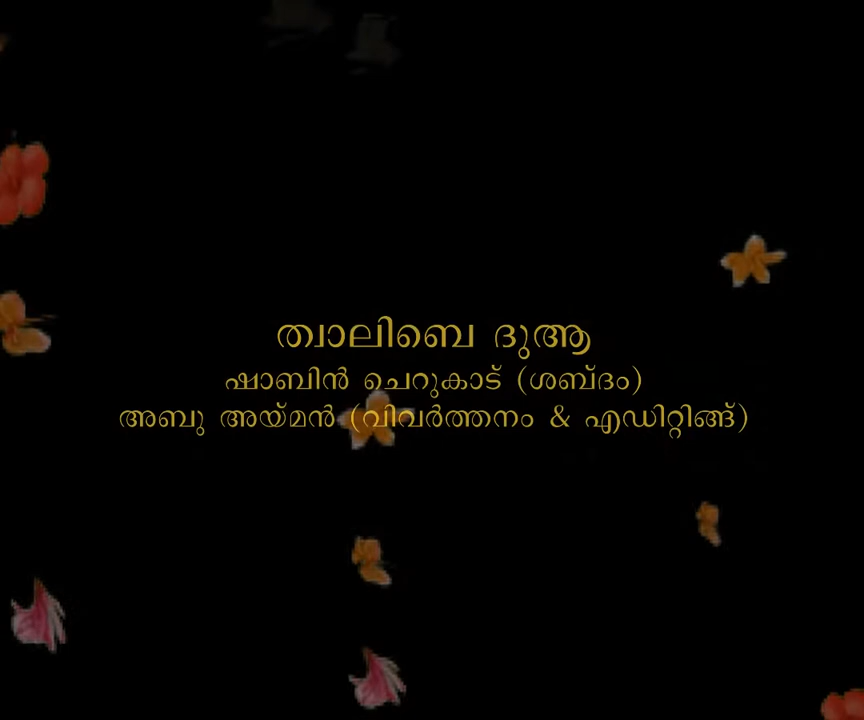 ത്വാലിബെ ദുആ
ഷാബിൻ ചെറുകാട് (ശബ്ദം)
അബു അയ്മൻ (വിവർത്തനം & എഡിറ്റിങ്ങ്)